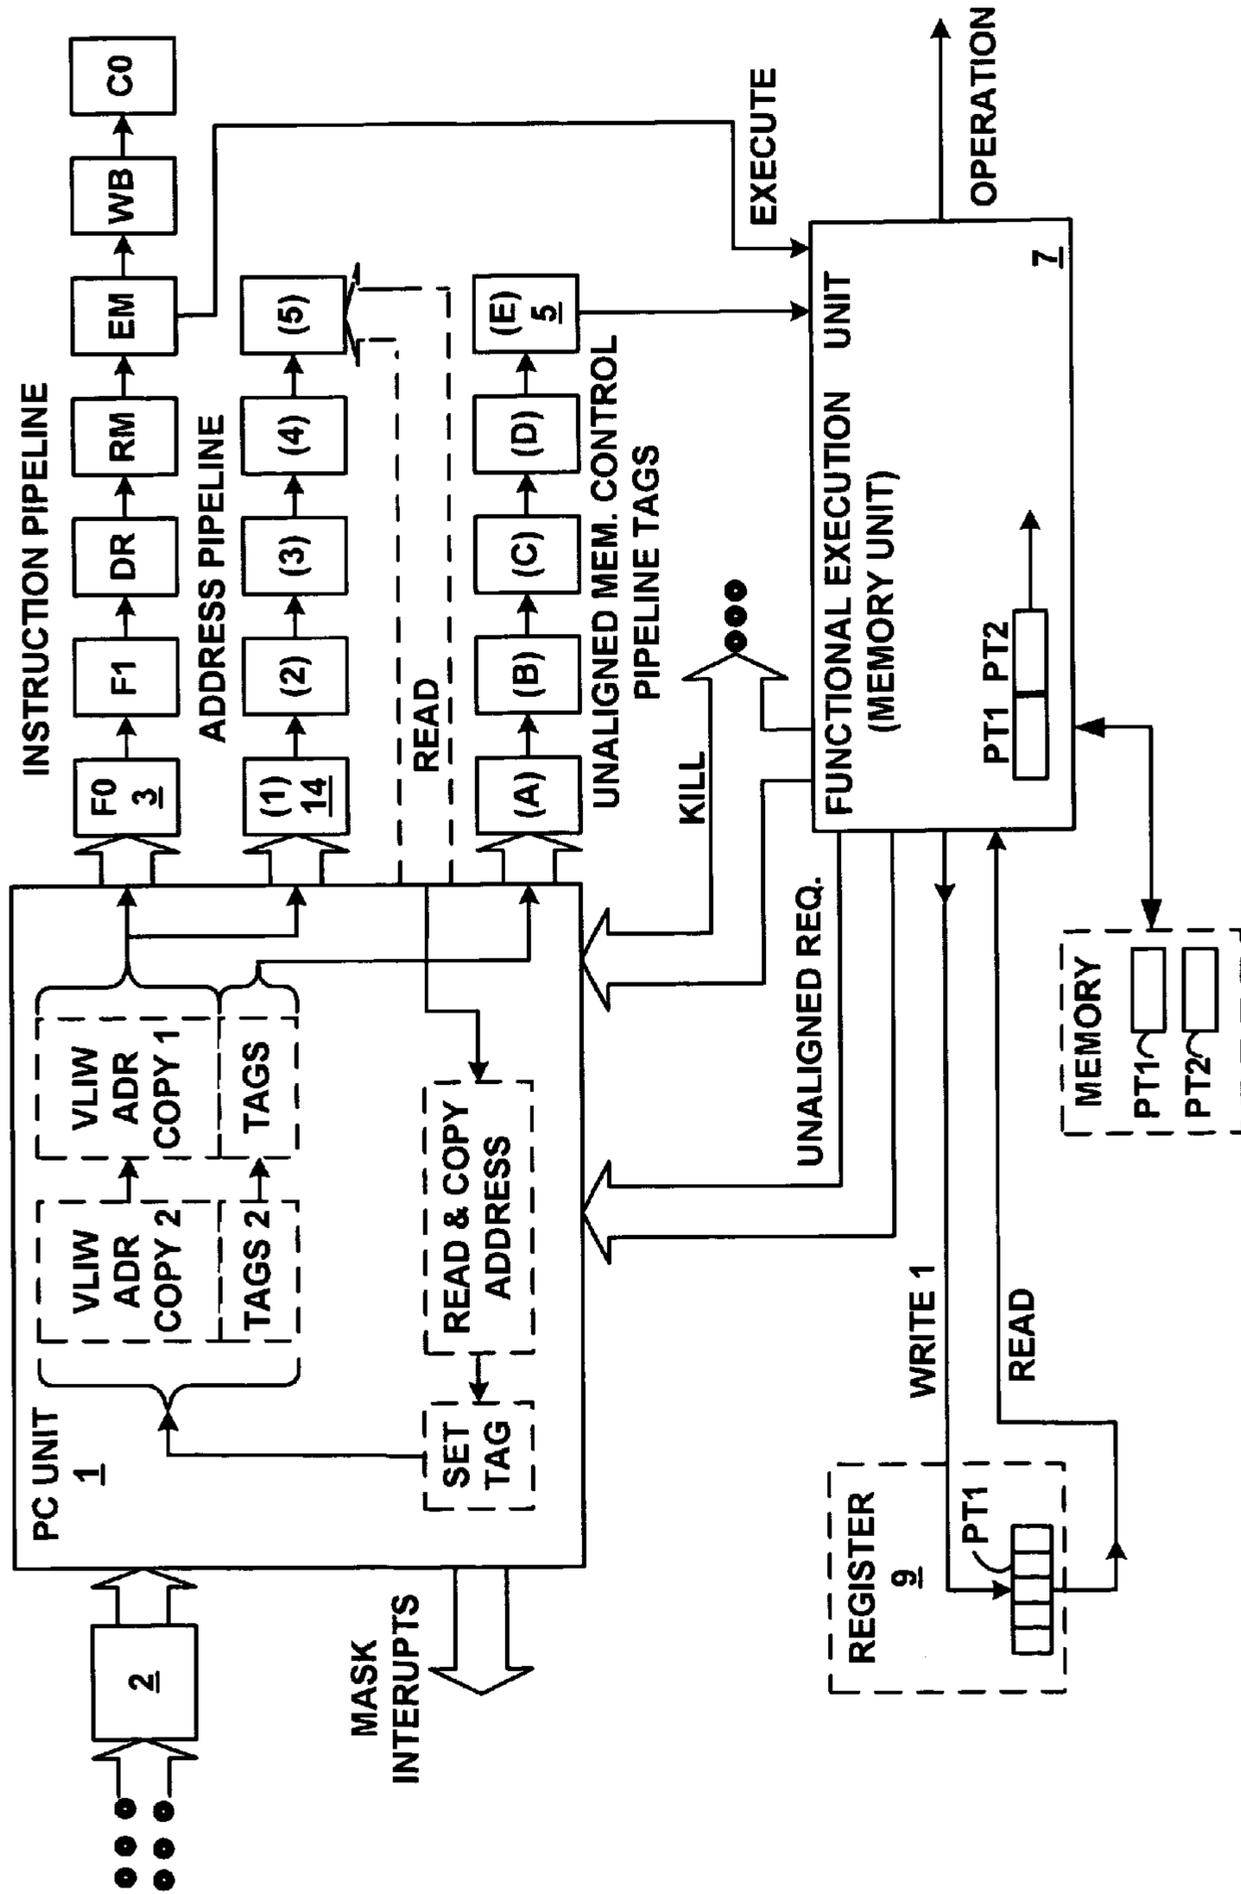 INSTRUCTION PIPELINE
F0
3
F1
DR
RM
EM
WB
C0
ADDRESS PIPELINE
(1)
14
(2)
(3)
(4)
(5)
READ
(A)
(B)
(C)
(D)
(E)
5
UNALIGNED MEM. CONTROL
PIPELINE TAGS
2
PC UNIT
1
VLIW
ADR
COPY 2
TAGS 2
VLIW
ADR
COPY 1
TAGS
SET
TAG
READ & COPY
ADDRESS
MASK
INTERUPTS
KILL
EXECUTE
UNALIGNED REQ.
FUNCTIONAL EXECUTION UNIT
(MEMORY UNIT)
PT1 PT2
7
OPERATION
WRITE 1
READ
REGISTER
9
PT1
MEMORY
PT1
PT2